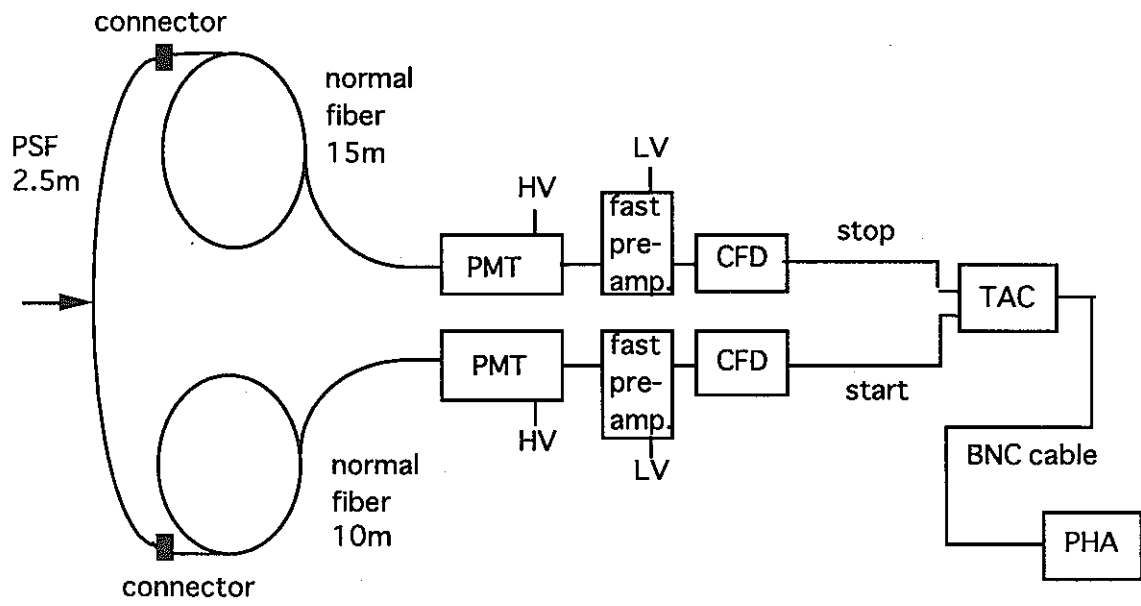 connector
normal
fiber
15m
PSF
2.5m
HV
LV
PMT
fast
pre-
amp.
CFD
stop
TAC
PMT
HV
fast
pre-
amp.
LV
CFD
start
normal
fiber
10m
connector
BNC cable
PHA